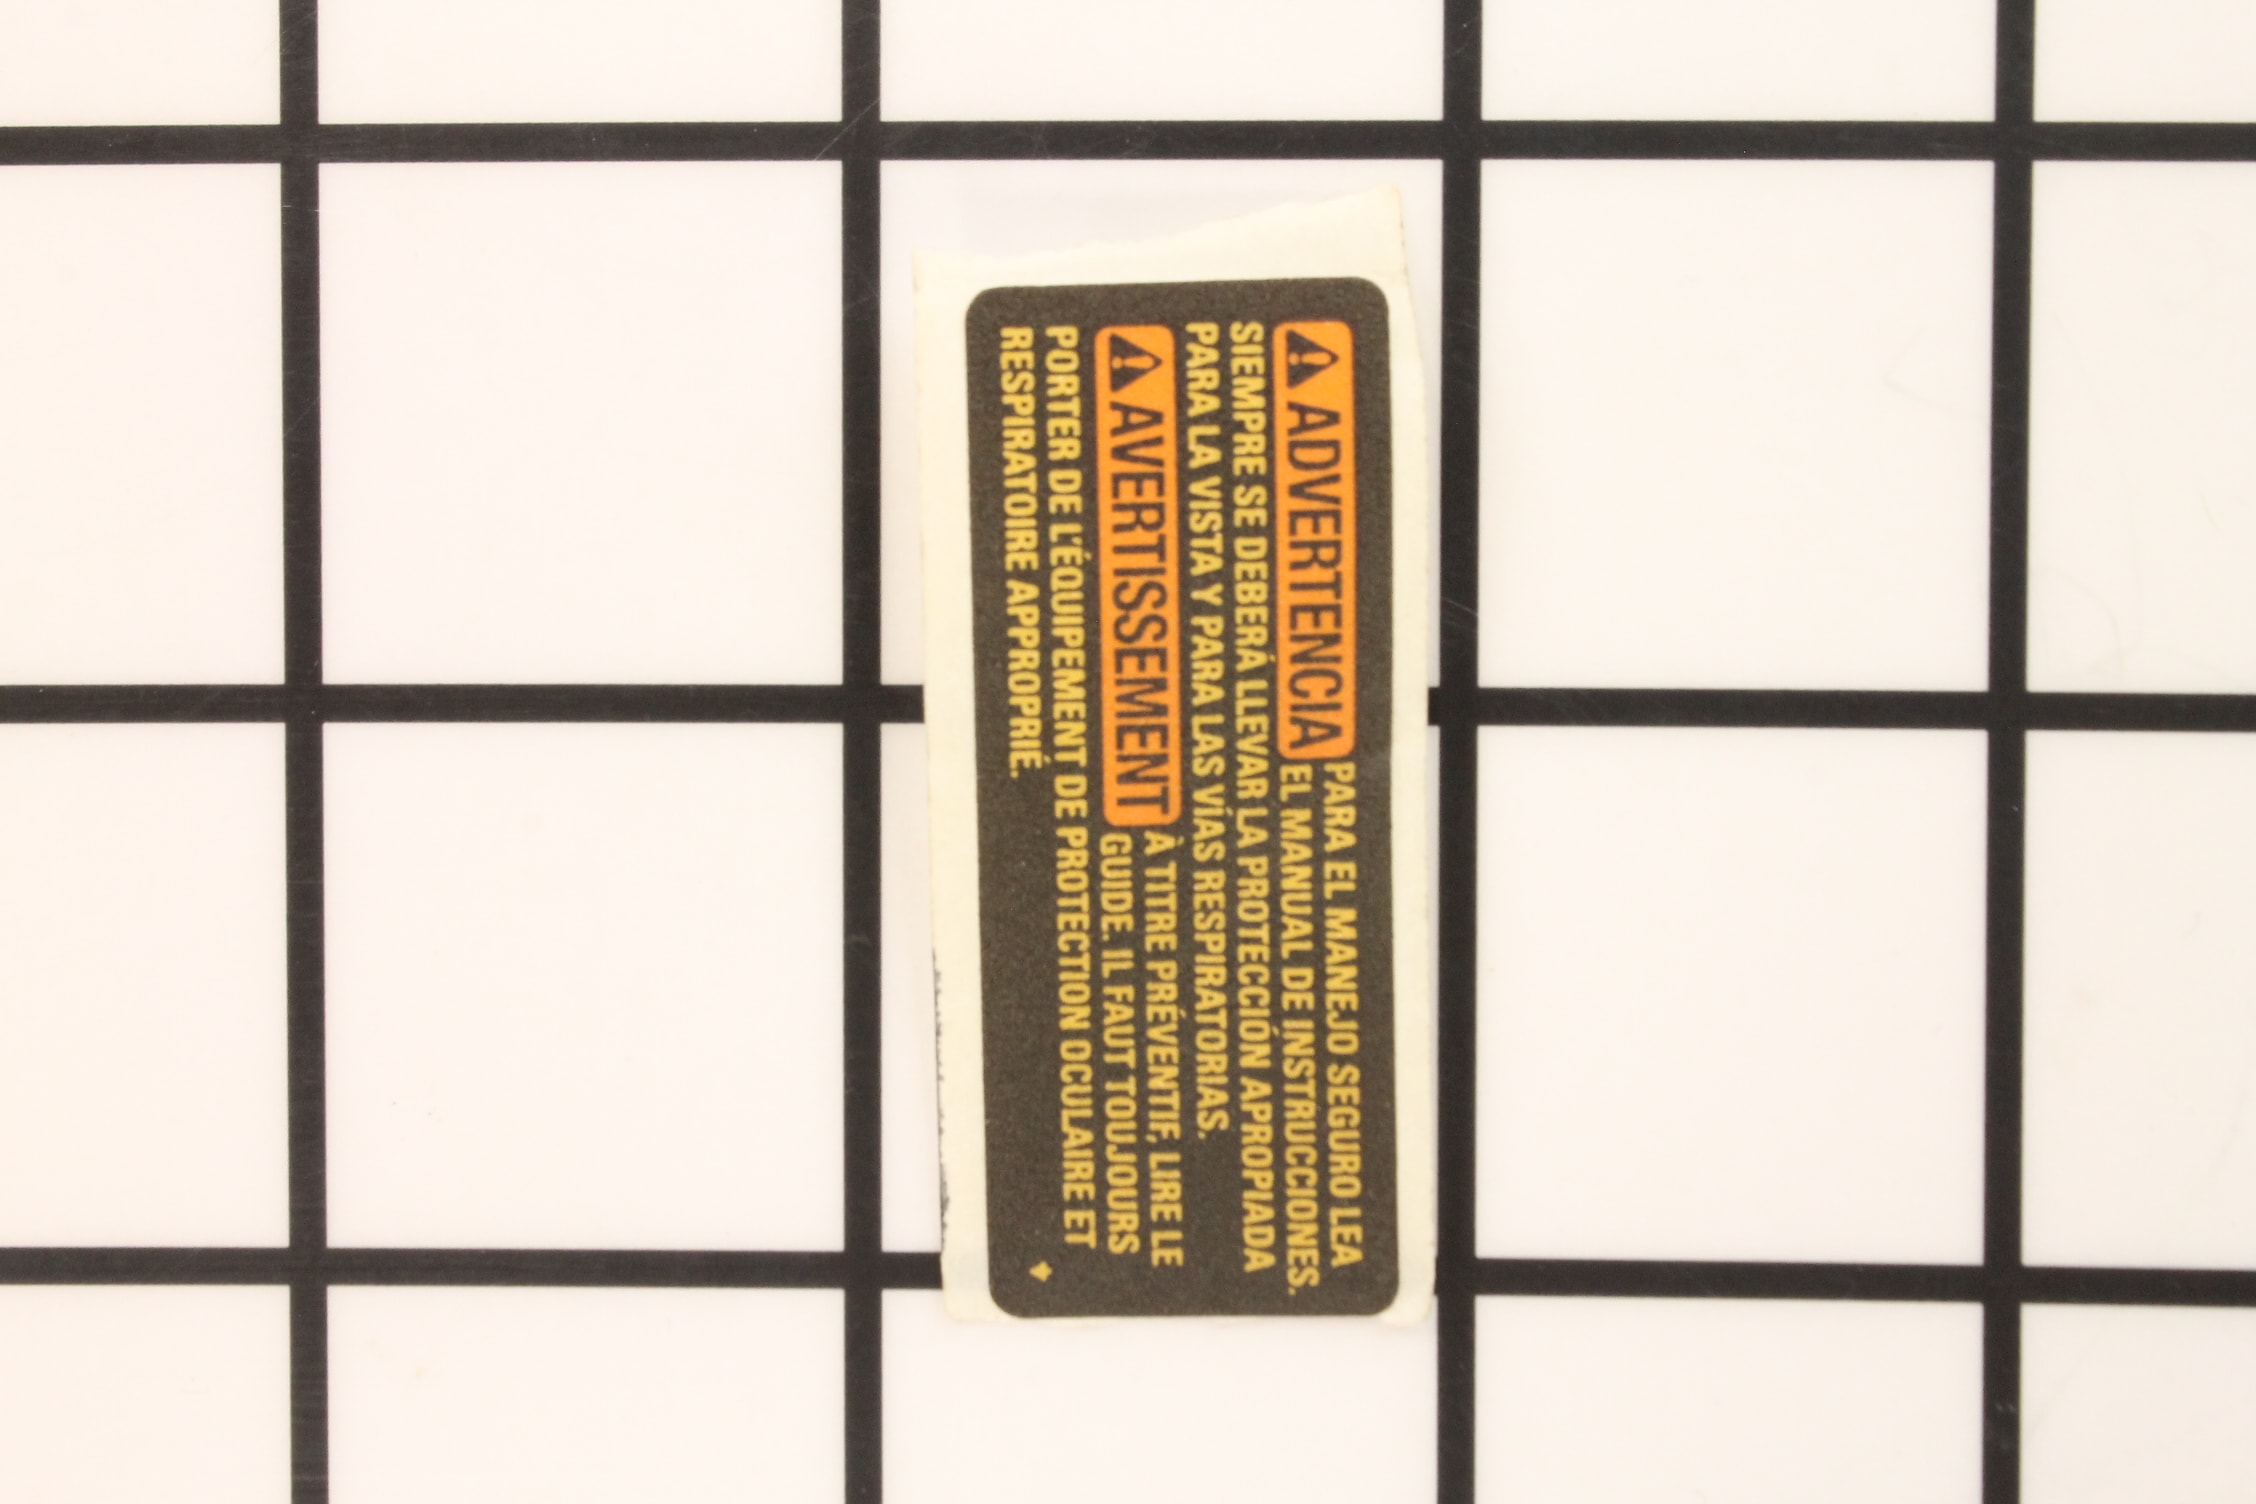 ADVERTENCIA PARA EL MANEJO SEGURO LEA
EL MANUAL DE INSTRUCCIONES.
SIEMPRE SE DEBERÁ LLEVAR LA PROTECCIÓN APROPIADA
PARA LA VISTA Y PARA LAS VÍAS RESPIRATORIAS.
AVERTISSEMENT À TITRE PRÉVENTIF, LIRE LE
GUIDE. IL FAUT TOUJOURS
PORTER DE L'ÉQUIPEMENT DE PROTECTION OCULAIRE ET
RESPIRATOIRE APPROPRIÉ.